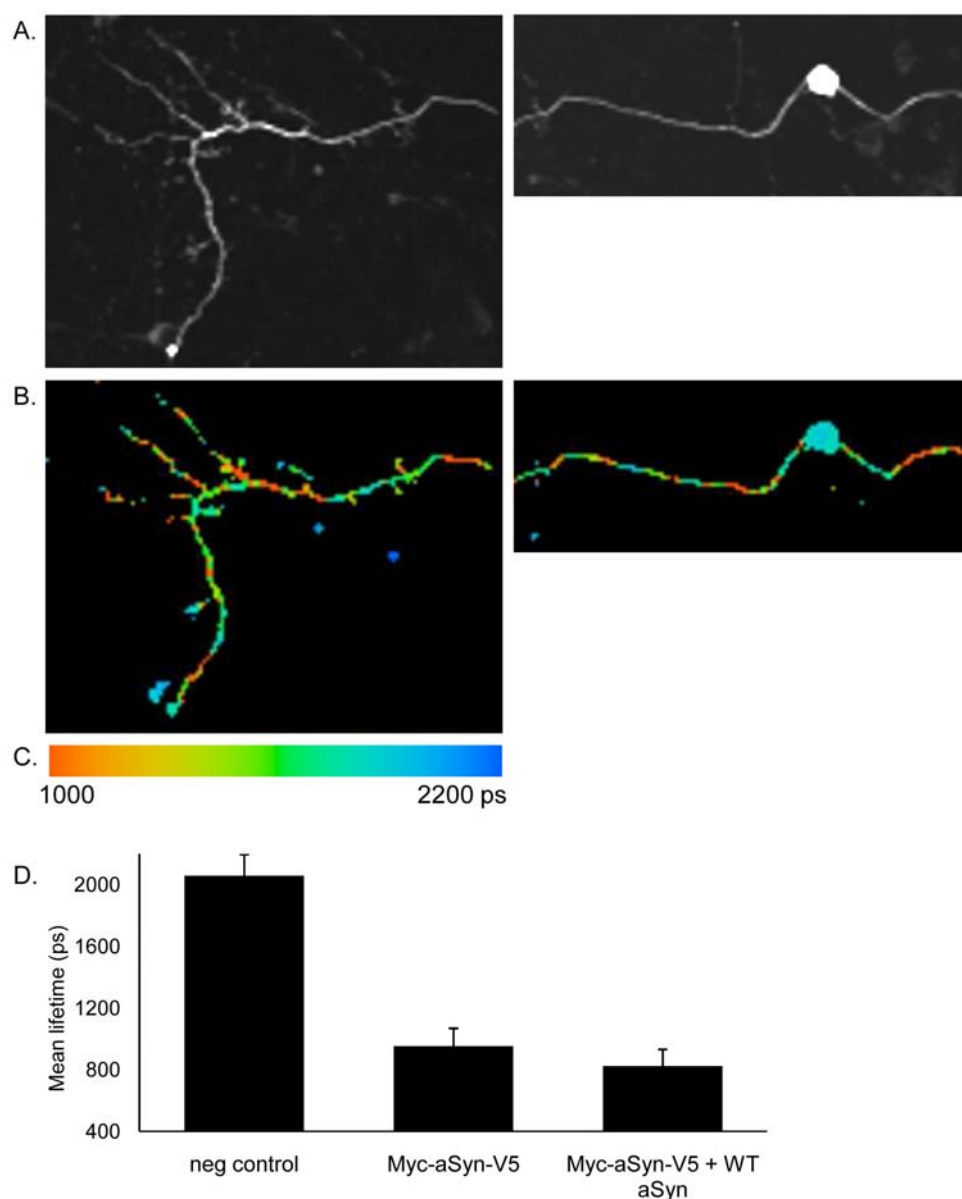 A.
B.
C.
1000
2200 ps
D.
Mean lifetime (ps)
2000
1600
1200
800
400
neg control
Myc-aSyn-V5
Myc-aSyn-V5 + WT
aSyn